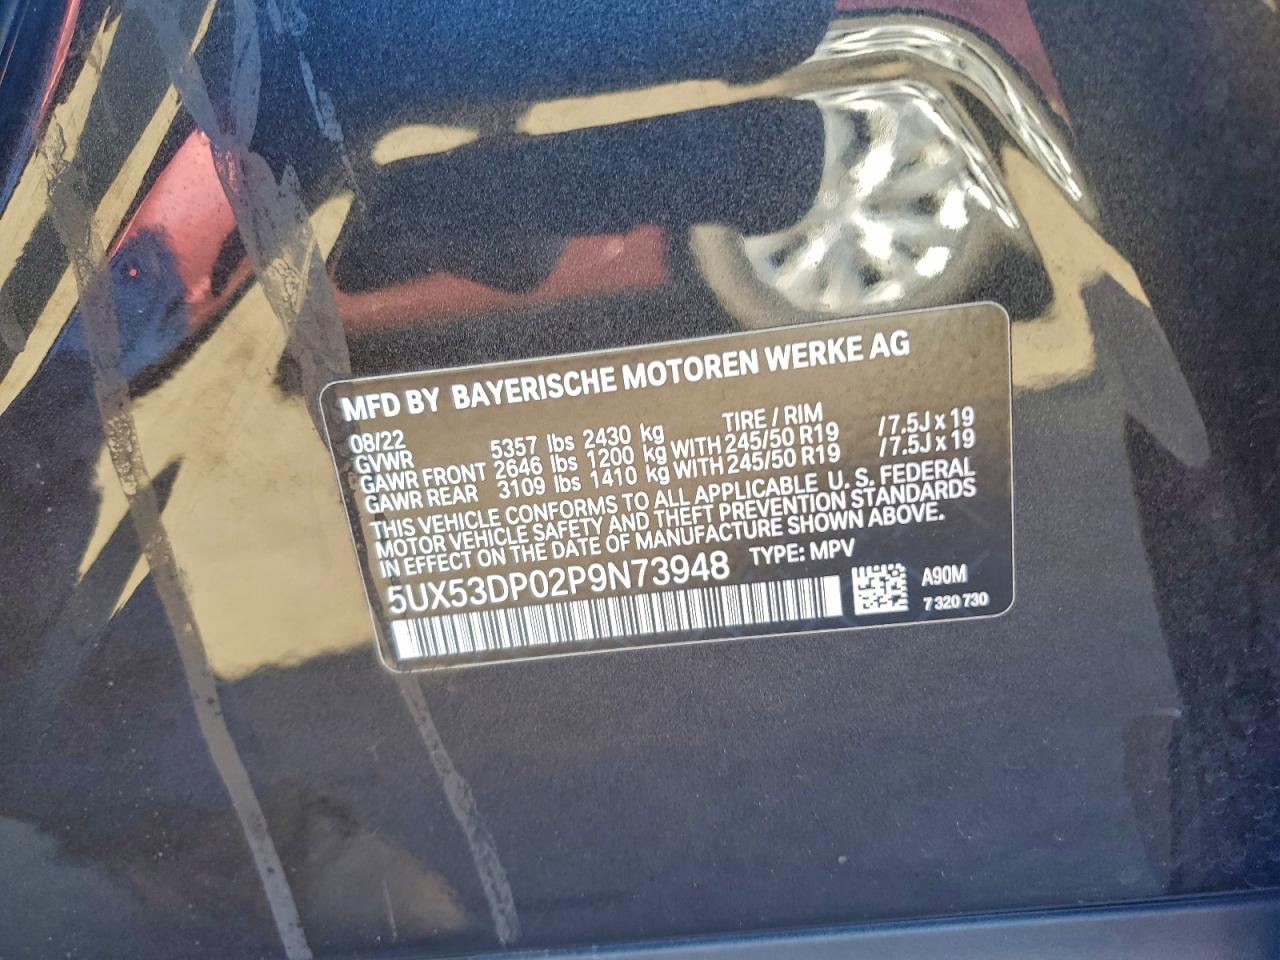 MFD BY BAYERISCHE MOTOREN WERKE AG
08/22 TIRE / RIM
GVWR 5357 lbs 2430 kg
GAWR FRONT 2646 lbs 1200 kg WITH 245/50 R19 /7.5J x 19
GAWR REAR 3109 lbs 1410 kg WITH 245/50 R19 /7.5J x 19
THIS VEHICLE CONFORMS TO ALL APPLICABLE U. S. FEDERAL
MOTOR VEHICLE SAFETY AND THEFT PREVENTION STANDARDS
IN EFFECT ON THE DATE OF MANUFACTURE SHOWN ABOVE.
5UX53DP02P9N73948 TYPE: MPV
A90M
7 320 730